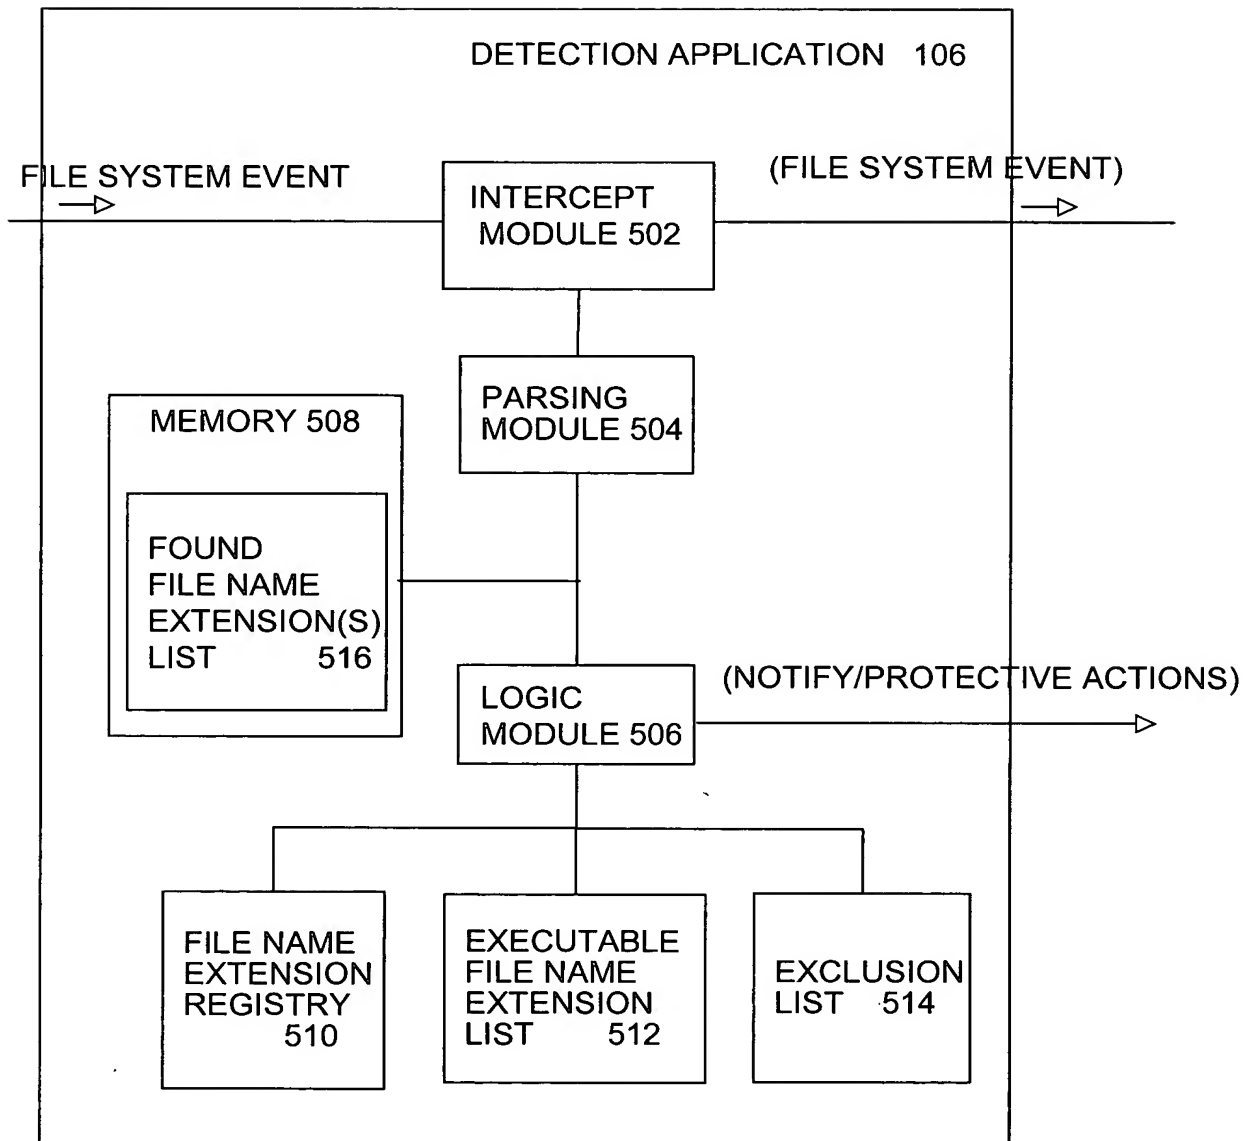 DETECTION APPLICATION 106
FILE SYSTEM EVENT
(FILE SYSTEM EVENT)
INTERCEPT
MODULE 502
PARSING
MODULE 504
MEMORY 508
FOUND
FILE NAME
EXTENSION(S)
LIST 516
LOGIC
MODULE 506
(NOTIFY/PROTECTIVE ACTIONS)
FILE NAME
EXTENSION
REGISTRY
510
EXECUTABLE
FILE NAME
EXTENSION
LIST 512
EXCLUSION
LIST 514